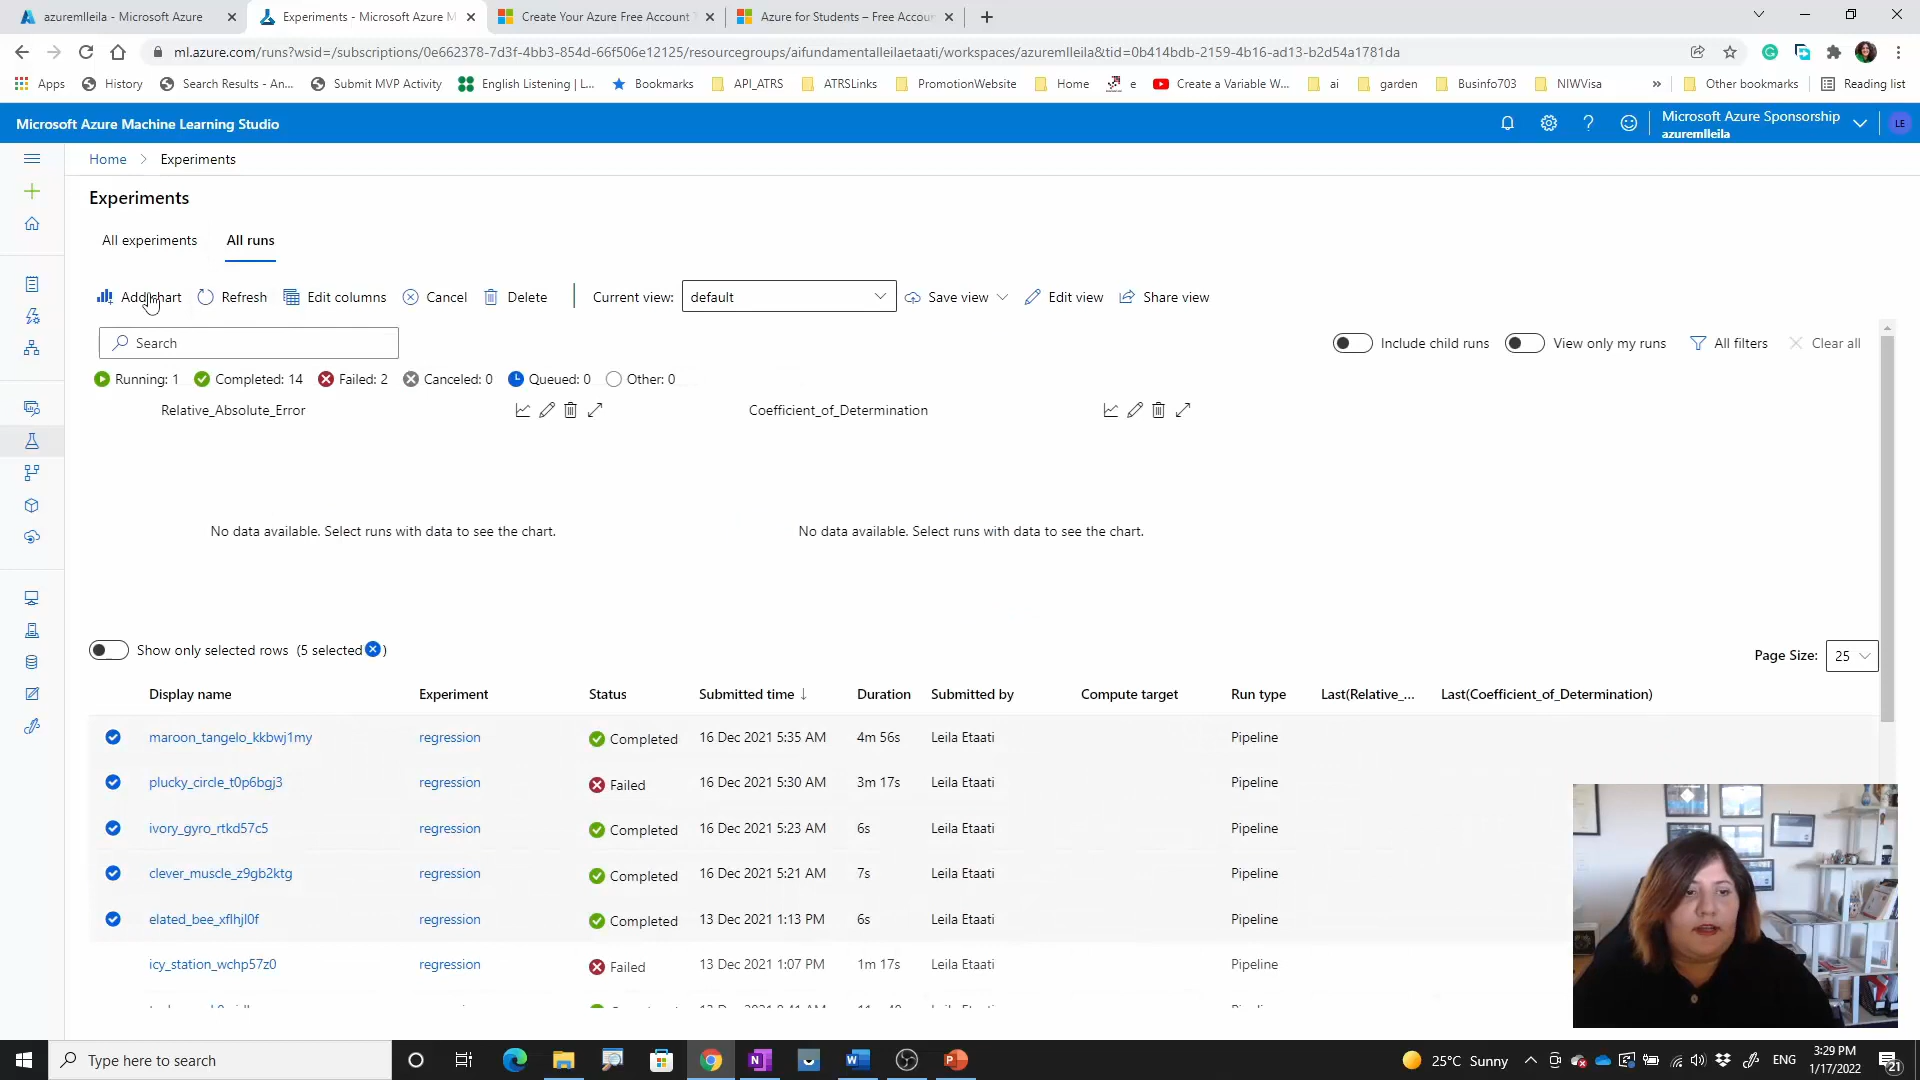 azuremlleila - Microsoft Azure
Experiments - Microsoft Azure M
Create Your Azure Free Account
Azure for Students – Free Accou
ml.azure.com/runs?wsid=/subscriptions/0e662378-7d3f-4bb3-854d-66f506e12125/resourcegroups/aifundamentalleilaetaati/workspaces/azuremlleila&tid=0b414bdb-2159-4b16-ad13-b2d54a1781da
Apps
History
Search Results - An...
Submit MVP Activity
English Listening | L...
Bookmarks
API_ATRS
ATRSLinks
PromotionWebsite
Home
e
Create a Variable W...
ai
garden
Businfo703
NIWVisa
»
Other bookmarks
Reading list
Microsoft Azure Machine Learning Studio
Microsoft Azure Sponsorship
azuremlleila
LE
Home > Experiments
Experiments
All experiments
All runs
Add chart
Refresh
Edit columns
Cancel
Delete
Current view:
default
Save view
Edit view
Share view
Search
Include child runs
View only my runs
All filters
Clear all
Running: 1
Completed: 14
Failed: 2
Canceled: 0
Queued: 0
Other: 0
Relative_Absolute_Error
Coefficient_of_Determination
No data available. Select runs with data to see the chart.
No data available. Select runs with data to see the chart.
Show only selected rows (5 selected )
Page Size: 25
Display name Experiment Status Submitted time ↓ Duration Submitted by Compute target Run type Last(Relative_... Last(Coefficient_of_Determination)
maroon_tangelo_kkbwj1my regression Completed 16 Dec 2021 5:35 AM 4m 56s Leila Etaati Pipeline
plucky_circle_t0p6bgj3 regression Failed 16 Dec 2021 5:30 AM 3m 17s Leila Etaati Pipeline
ivory_gyro_rtkd57c5 regression Completed 16 Dec 2021 5:23 AM 6s Leila Etaati Pipeline
clever_muscle_z9gb2ktg regression Completed 16 Dec 2021 5:21 AM 7s Leila Etaati Pipeline
elated_bee_xflhjl0f regression Completed 13 Dec 2021 1:13 PM 6s Leila Etaati Pipeline
icy_station_wchp57z0 regression Failed 13 Dec 2021 1:07 PM 1m 17s Leila Etaati Pipeline
Type here to search
25°C Sunny
ENG
3:29 PM
1/17/2022
21